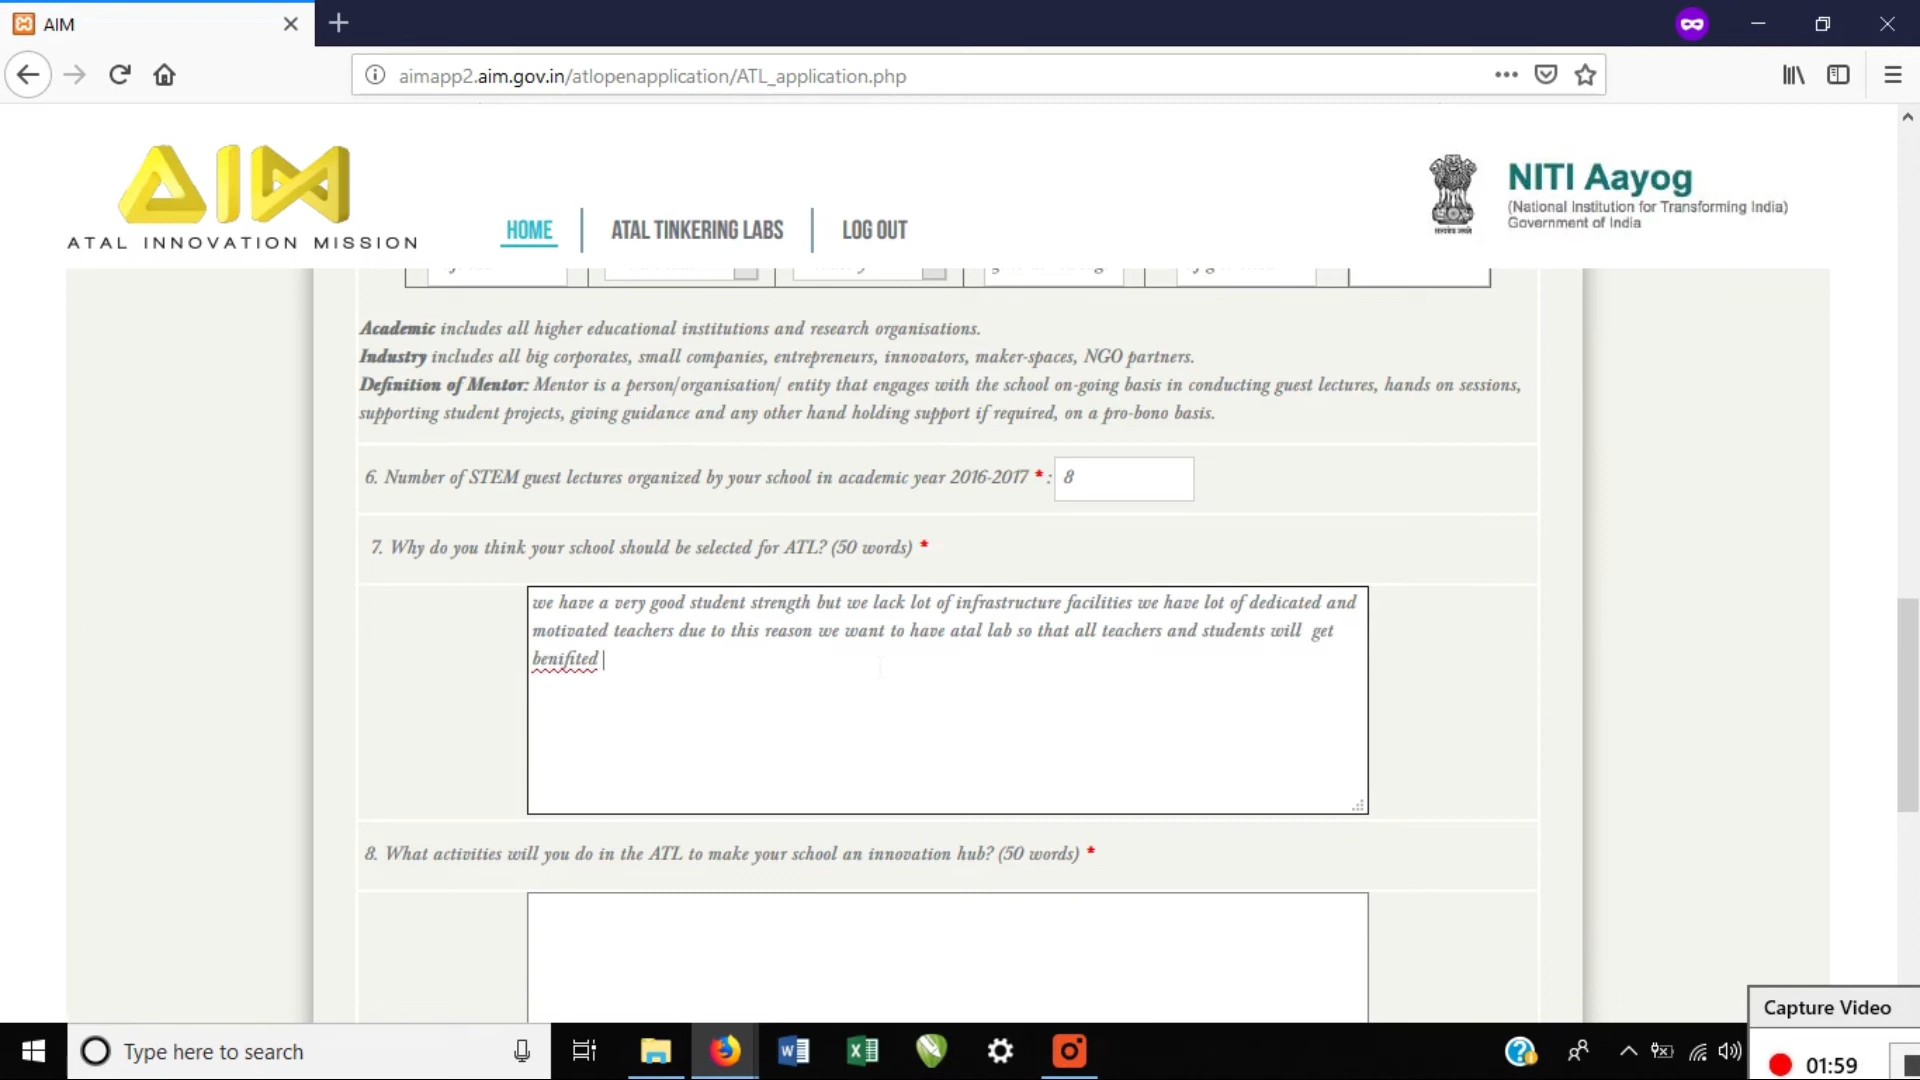 AIM
aimapp2.aim.gov.in/atlopenapplication/ATL_application.php
AIM
ATAL INNOVATION MISSION
HOME
ATAL TINKERING LABS
LOG OUT
NITI Aayog
(National Institution for Transforming India)
Government of India
Academic includes all higher educational institutions and research organisations.
Industry includes all big corporates, small companies, entrepreneurs, innovators, maker-spaces, NGO partners.
Definition of Mentor: Mentor is a person/organisation/ entity that engages with the school on-going basis in conducting guest lectures, hands on sessions,
supporting student projects, giving guidance and any other hand holding support if required, on a pro-bono basis.
6. Number of STEM guest lectures organized by your school in academic year 2016-2017 * : 8
7. Why do you think your school should be selected for ATL? (50 words) *
we have a very good student strength but we lack lot of infrastructure facilities we have lot of dedicated and
motivated teachers due to this reason we want to have atal lab so that all teachers and students will get
benifited
8. What activities will you do in the ATL to make your school an innovation hub? (50 words) *
Capture Video
Type here to search
01:59